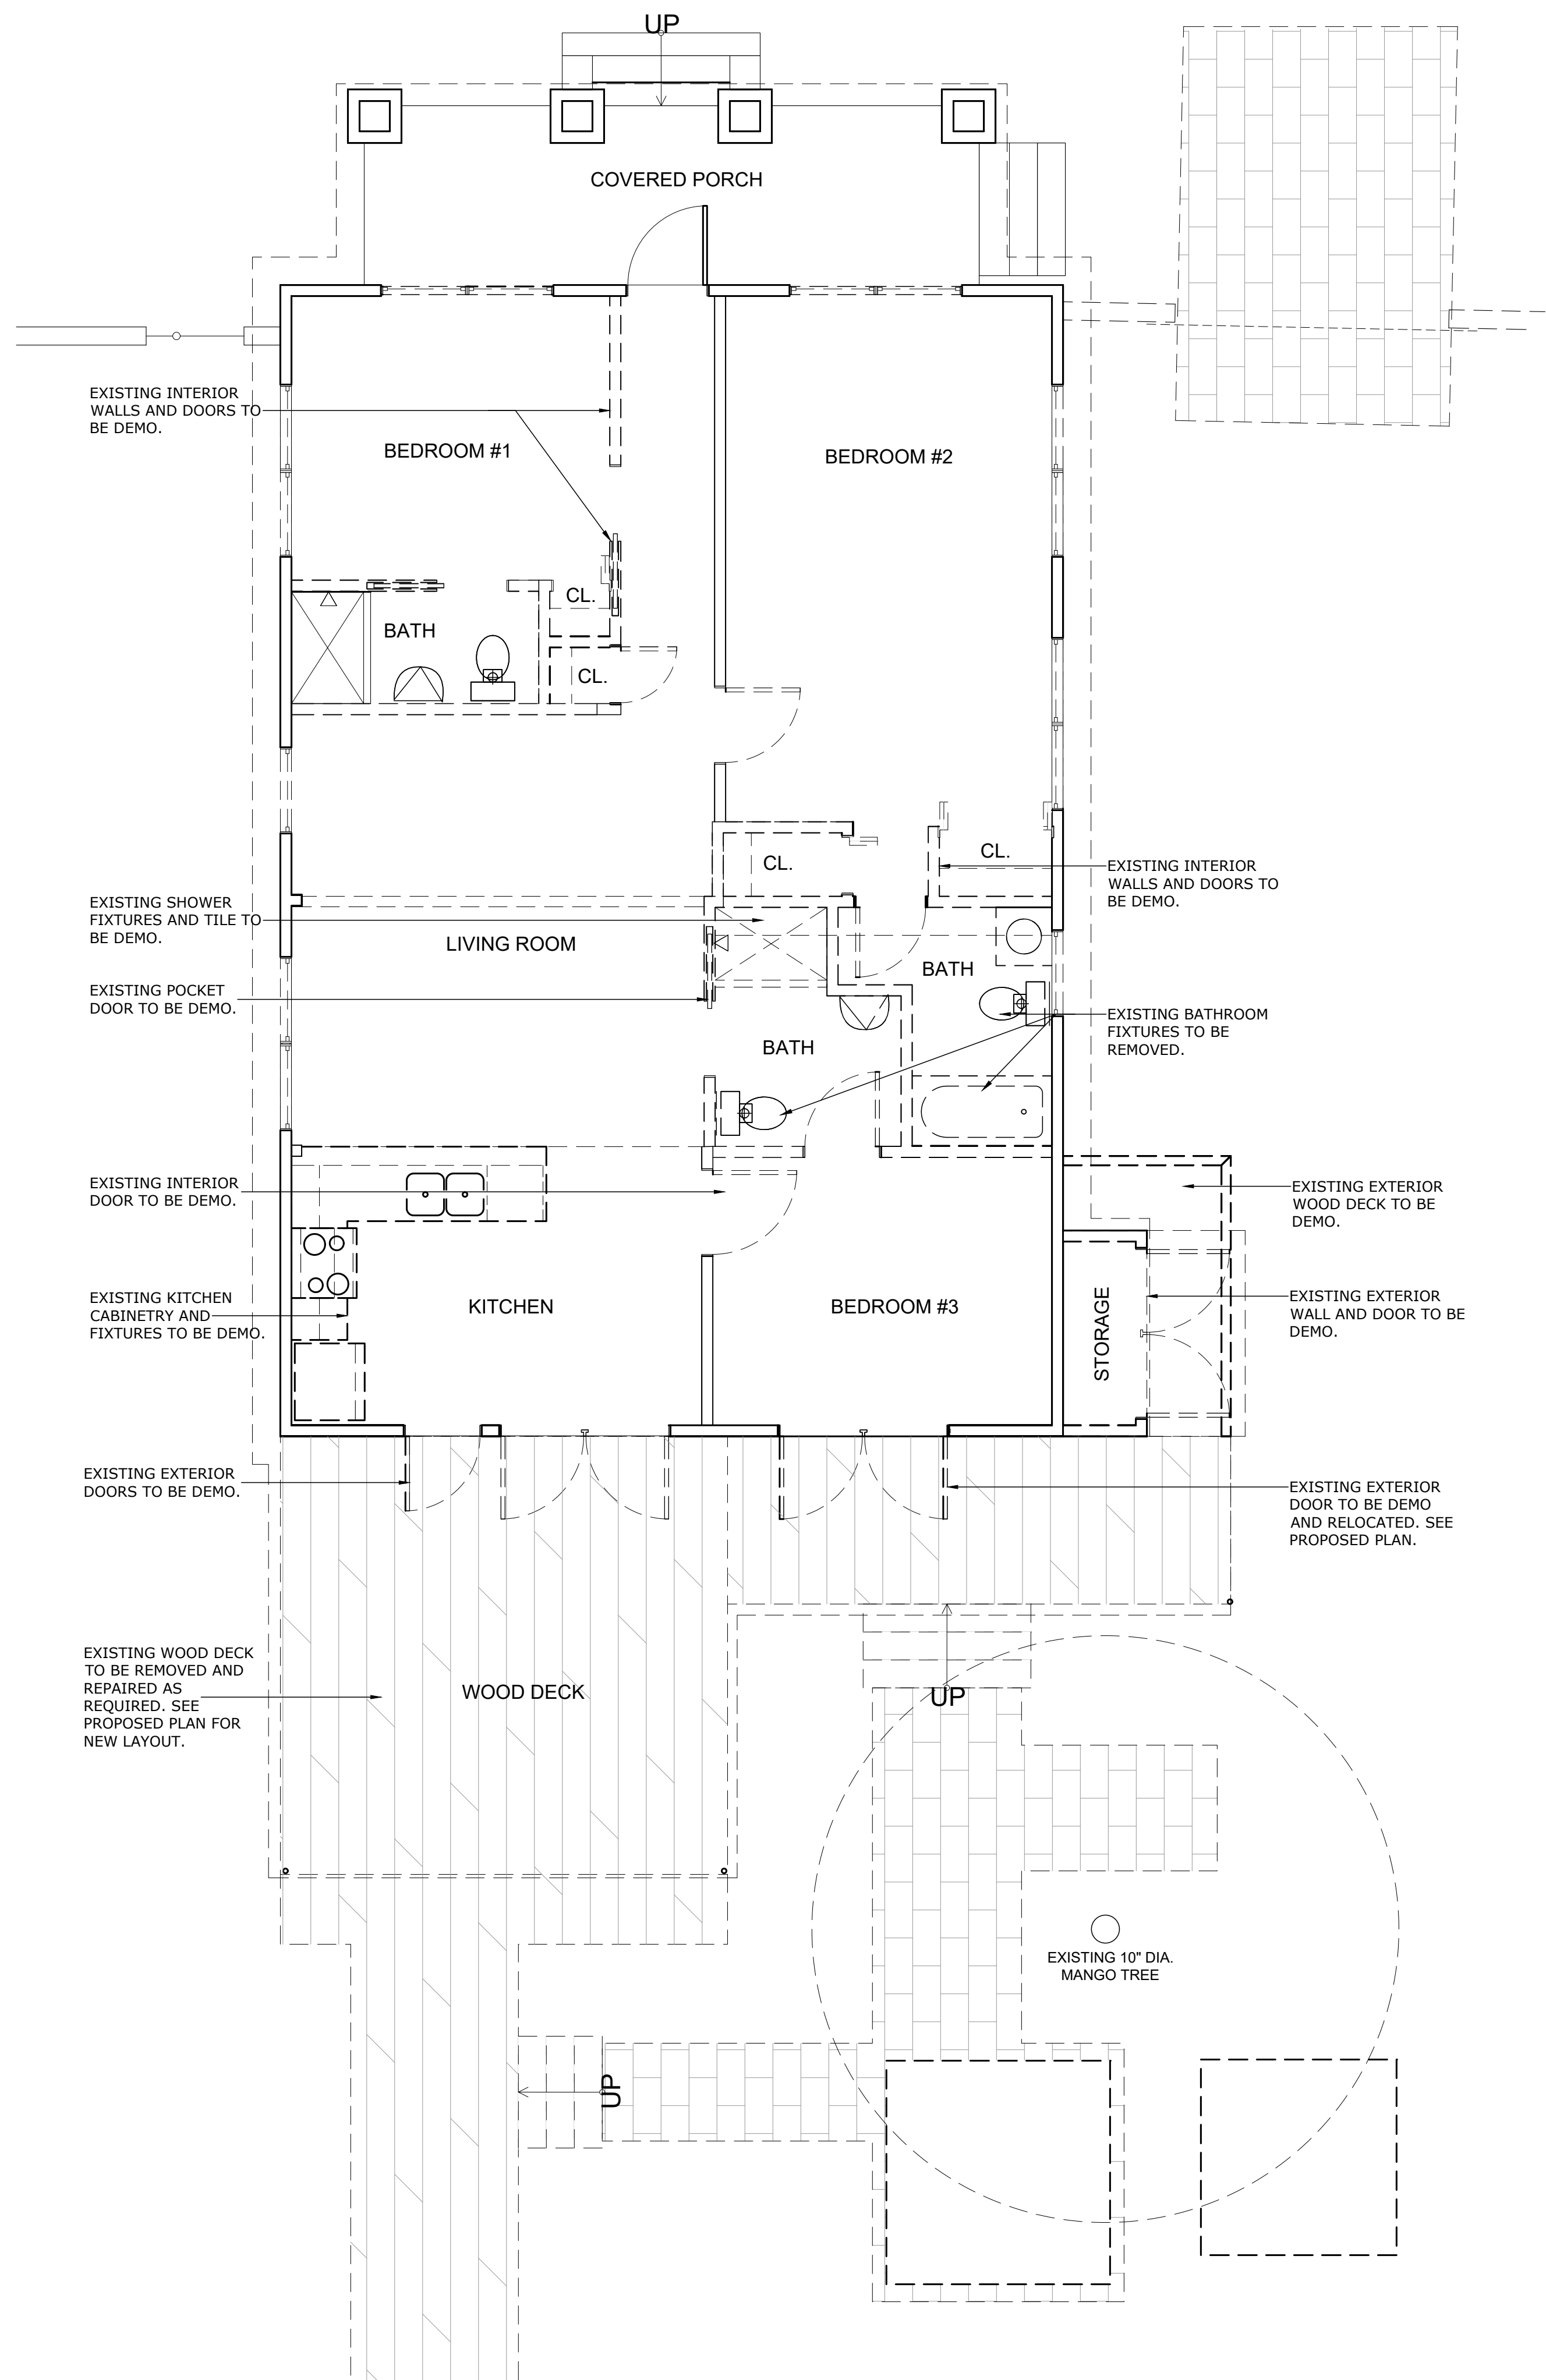 UP
COVERED PORCH
EXISTING INTERIOR
WALLS AND DOORS TO
BE DEMO.
BEDROOM #1
BEDROOM #2
CL.
BATH
CL.
CL.
CL.
EXISTING INTERIOR
WALLS AND DOORS TO
BE DEMO.
EXISTING SHOWER
FIXTURES AND TILE TO
BE DEMO.
LIVING ROOM
BATH
EXISTING POCKET
DOOR TO BE DEMO.
EXISTING BATHROOM
FIXTURES TO BE
REMOVED.
BATH
EXISTING INTERIOR
DOOR TO BE DEMO.
EXISTING EXTERIOR
WOOD DECK TO BE
DEMO.
EXISTING KITCHEN
CABINETRY AND
FIXTURES TO BE DEMO.
KITCHEN
BEDROOM #3
STORAGE
EXISTING EXTERIOR
WALL AND DOOR TO BE
DEMO.
EXISTING EXTERIOR
DOORS TO BE DEMO.
EXISTING EXTERIOR
DOOR TO BE DEMO
AND RELOCATED. SEE
PROPOSED PLAN.
EXISTING WOOD DECK
TO BE REMOVED AND
REPAIRED AS
REQUIRED. SEE
PROPOSED PLAN FOR
NEW LAYOUT.
WOOD DECK
UP
EXISTING 10" DIA.
MANGO TREE
UP